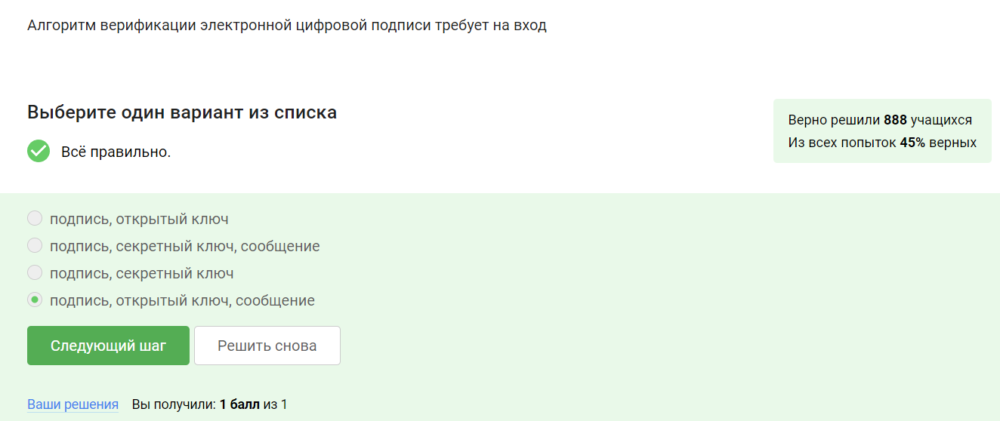 Алгоритм верификации электронной цифровой подписи требует на вход
Выберите один вариант из списка
Всё правильно.
Верно решили 888 учащихся
Из всех попыток 45% верных
подпись, открытый ключ
подпись, секретный ключ, сообщение
подпись, секретный ключ
подпись, открытый ключ, сообщение
Следующий шаг
Решить снова
Ваши решения Вы получили: 1 балл из 1